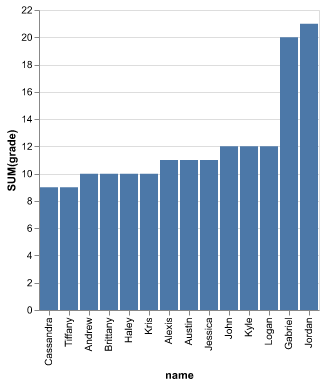 22
20
18
16
14
12
10
8
6
4
2
0
SUM(grade)
Cassandra
Tiffany
Andrew
Brittany
Haley
Kris
Alexis
Austin
Jessica
John
Kyle
Logan
Gabriel
Jordan
name